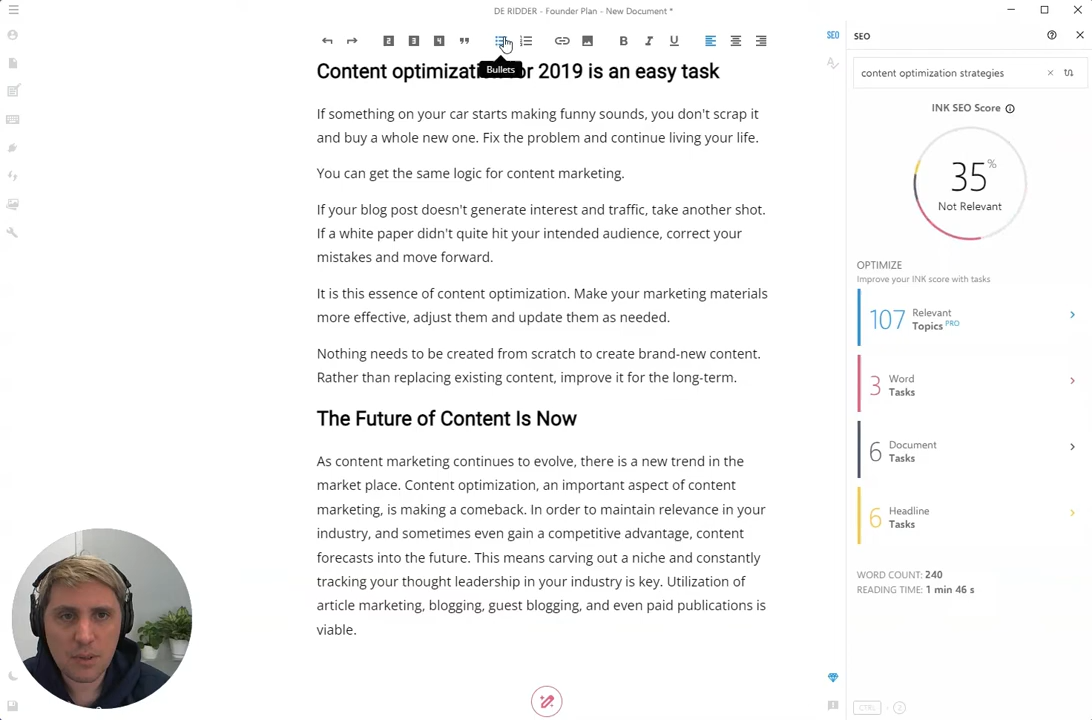 DE RIDDER - Founder Plan - New Document *
2 3 4 B I U
SEO
SEO
Bullets
Content optimizati or 2019 is an easy task
If something on your car starts making funny sounds, you don't scrap it
and buy a whole new one. Fix the problem and continue living your life.
You can get the same logic for content marketing.
If your blog post doesn't generate interest and traffic, take another shot.
If a white paper didn't quite hit your intended audience, correct your
mistakes and move forward.
It is this essence of content optimization. Make your marketing materials
more effective, adjust them and update them as needed.
Nothing needs to be created from scratch to create brand-new content.
Rather than replacing existing content, improve it for the long-term.
The Future of Content Is Now
As content marketing continues to evolve, there is a new trend in the
market place. Content optimization, an important aspect of content
marketing, is making a comeback. In order to maintain relevance in your
industry, and sometimes even gain a competitive advantage, content
forecasts into the future. This means carving out a niche and constantly
tracking your thought leadership in your industry is key. Utilization of
article marketing, blogging, guest blogging, and even paid publications is
viable.
content optimization strategies
INK SEO Score
35%
Not Relevant
OPTIMIZE
Improve your INK score with tasks
107 Relevant
Topics PRO
3 Word
Tasks
6 Document
Tasks
6 Headline
Tasks
WORD COUNT: 240
READING TIME: 1 min 46 s
CTRL + 2